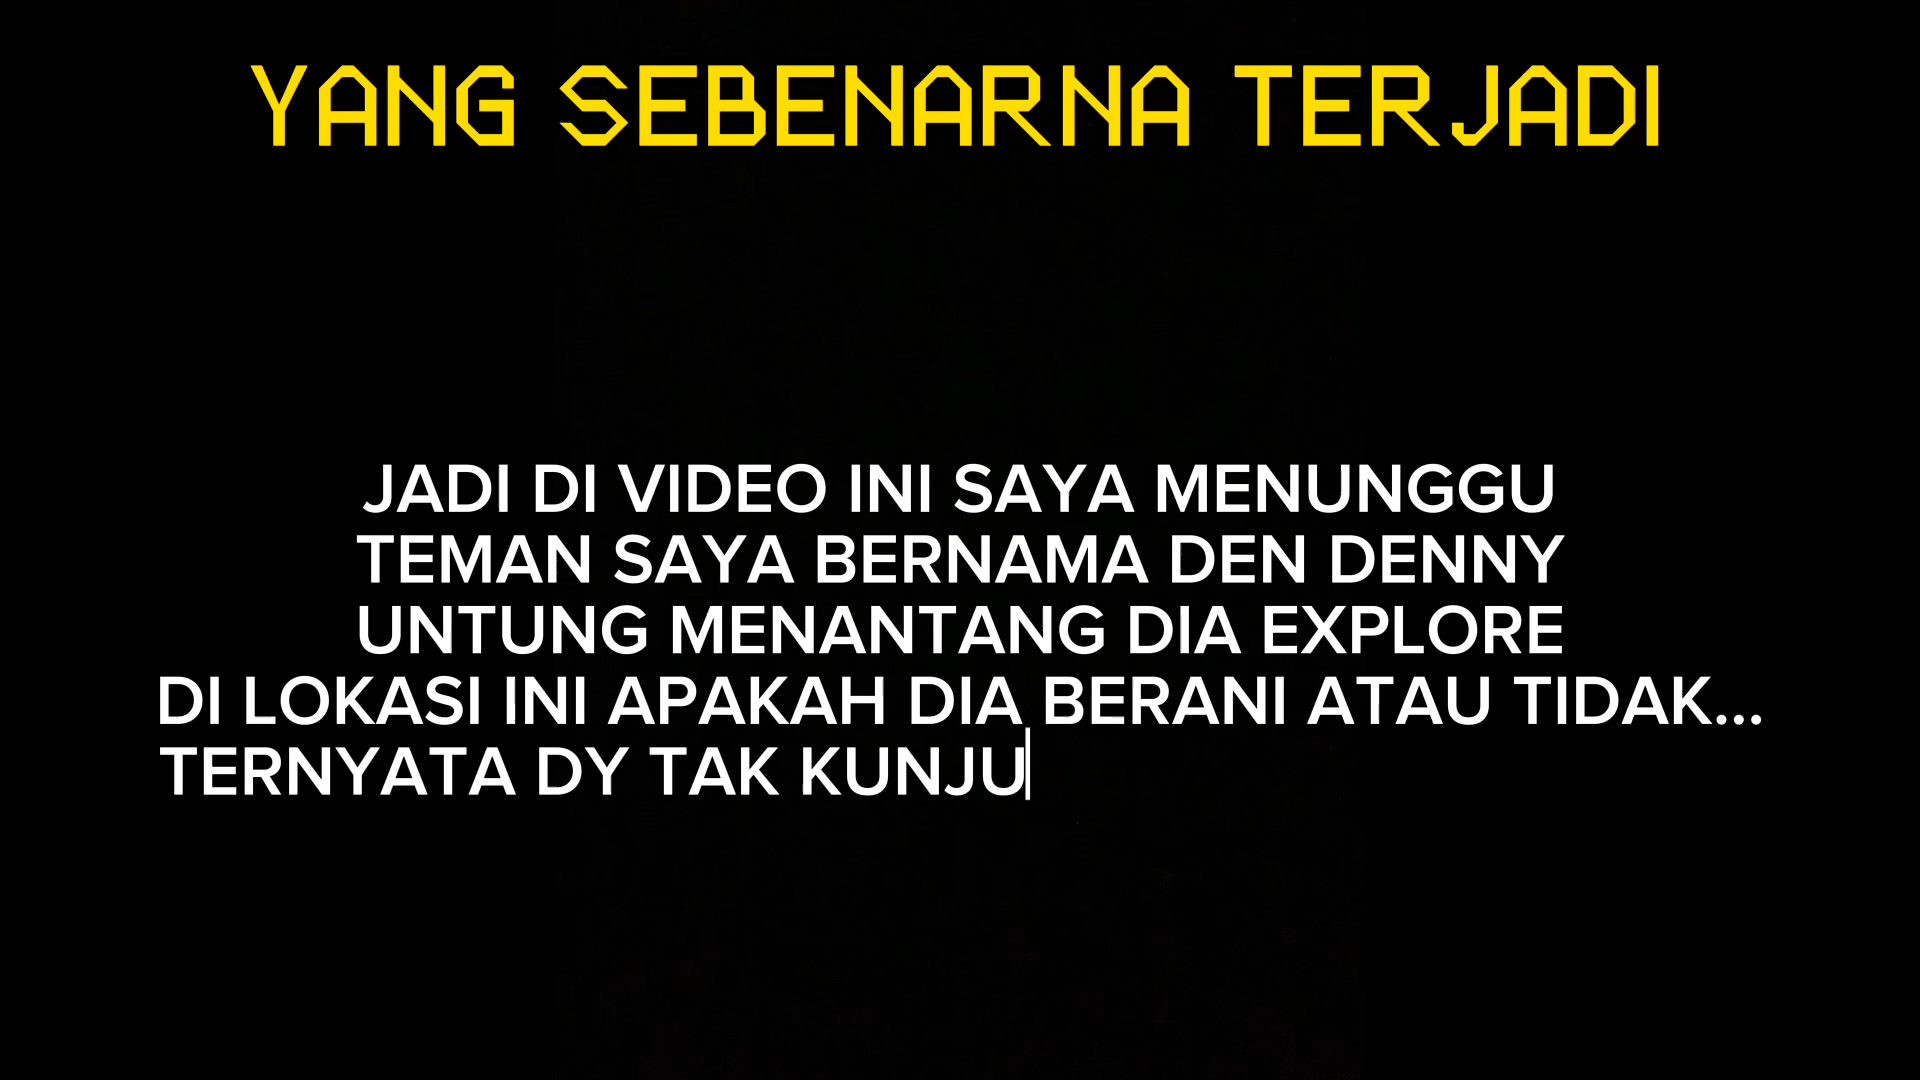 YANG SEBENARNA TERJADI
JADI DI VIDEO INI SAYA MENUNGGU
TEMAN SAYA BERNAMA DEN DENNY
UNTUNG MENANTANG DIA EXPLORE
DI LOKASI INI APAKAH DIA BERANI ATAU TIDAK...
TERNYATA DY TAK KUNJU